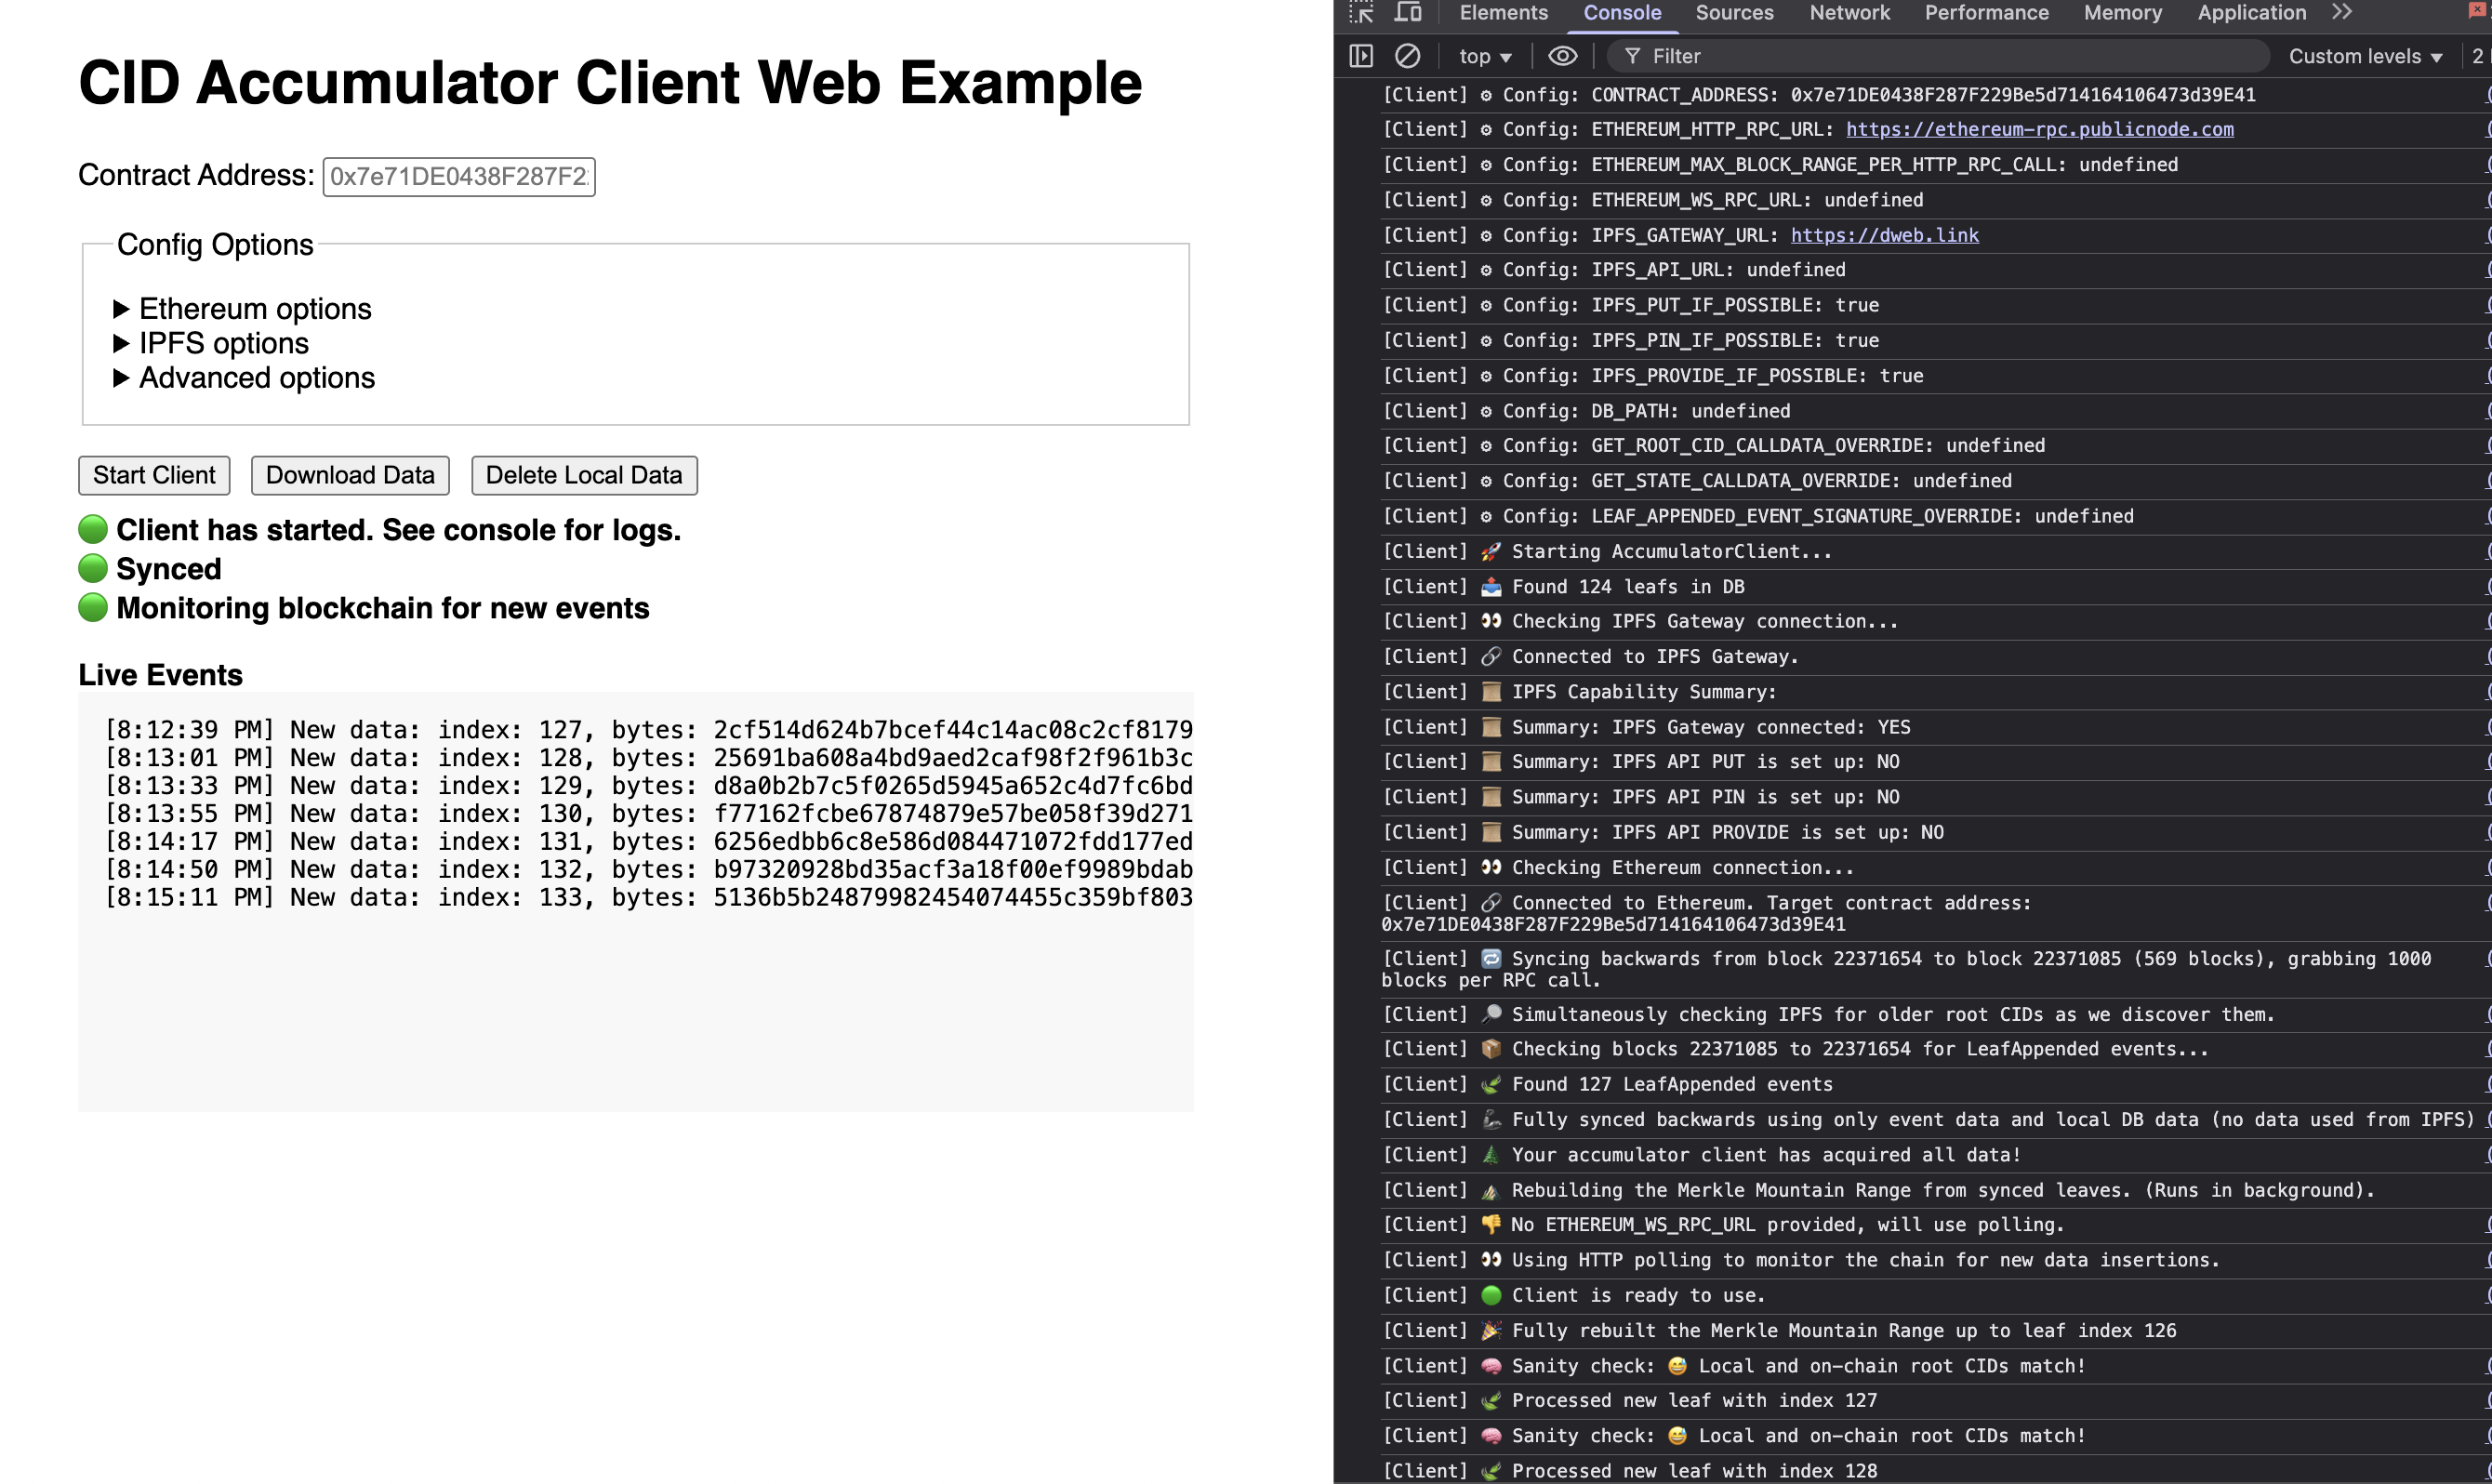 CID Accumulator Client Web Example
Contract Address: 0x7e71DE0438F287F2
Config Options
▶ Ethereum options
▶ IPFS options
▶ Advanced options
Start Client Download Data Delete Local Data
🟢 Client has started. See console for logs.
🟢 Synced
🟢 Monitoring blockchain for new events
Live Events
[8:12:39 PM] New data: index: 127, bytes: 2cf514d624b7bcef44c14ac08c2cf8179
[8:13:01 PM] New data: index: 128, bytes: 25691ba608a4bd9aed2caf98f2f961b3c
[8:13:33 PM] New data: index: 129, bytes: d8a0b2b7c5f0265d5945a652c4d7fc6bd
[8:13:55 PM] New data: index: 130, bytes: f77162fcbe67874879e57be058f39d271
[8:14:17 PM] New data: index: 131, bytes: 6256edbb6c8e586d084471072fdd177ed
[8:14:50 PM] New data: index: 132, bytes: b97320928bd35acf3a18f00ef9989bdab
[8:15:11 PM] New data: index: 133, bytes: 5136b5b24879982454074455c359bf803
Elements Console Sources Network Performance Memory Application
top Filter Custom levels 2
[Client] ⚙ Config: CONTRACT_ADDRESS: 0x7e71DE0438F287F229Be5d714164106473d39E41
[Client] ⚙ Config: ETHEREUM_HTTP_RPC_URL: https://ethereum-rpc.publicnode.com
[Client] ⚙ Config: ETHEREUM_MAX_BLOCK_RANGE_PER_HTTP_RPC_CALL: undefined
[Client] ⚙ Config: ETHEREUM_WS_RPC_URL: undefined
[Client] ⚙ Config: IPFS_GATEWAY_URL: https://dweb.link
[Client] ⚙ Config: IPFS_API_URL: undefined
[Client] ⚙ Config: IPFS_PUT_IF_POSSIBLE: true
[Client] ⚙ Config: IPFS_PIN_IF_POSSIBLE: true
[Client] ⚙ Config: IPFS_PROVIDE_IF_POSSIBLE: true
[Client] ⚙ Config: DB_PATH: undefined
[Client] ⚙ Config: GET_ROOT_CID_CALLDATA_OVERRIDE: undefined
[Client] ⚙ Config: GET_STATE_CALLDATA_OVERRIDE: undefined
[Client] ⚙ Config: LEAF_APPENDED_EVENT_SIGNATURE_OVERRIDE: undefined
[Client] 🚀 Starting AccumulatorClient...
[Client] 📤 Found 124 leafs in DB
[Client] 👀 Checking IPFS Gateway connection...
[Client] 🔗 Connected to IPFS Gateway.
[Client] 📜 IPFS Capability Summary:
[Client] 📜 Summary: IPFS Gateway connected: YES
[Client] 📜 Summary: IPFS API PUT is set up: NO
[Client] 📜 Summary: IPFS API PIN is set up: NO
[Client] 📜 Summary: IPFS API PROVIDE is set up: NO
[Client] 👀 Checking Ethereum connection...
[Client] 🔗 Connected to Ethereum. Target contract address:
0x7e71DE0438F287F229Be5d714164106473d39E41
[Client] 🔁 Syncing backwards from block 22371654 to block 22371085 (569 blocks), grabbing 1000
blocks per RPC call.
[Client] 🔎 Simultaneously checking IPFS for older root CIDs as we discover them.
[Client] 📦 Checking blocks 22371085 to 22371654 for LeafAppended events...
[Client] 🌿 Found 127 LeafAppended events
[Client] 🦾 Fully synced backwards using only event data and local DB data (no data used from IPFS)
[Client] 🌲 Your accumulator client has acquired all data!
[Client] ⛰️ Rebuilding the Merkle Mountain Range from synced leaves. (Runs in background).
[Client] 👎 No ETHEREUM_WS_RPC_URL provided, will use polling.
[Client] 👀 Using HTTP polling to monitor the chain for new data insertions.
[Client] 🟢 Client is ready to use.
[Client] 🎉 Fully rebuilt the Merkle Mountain Range up to leaf index 126
[Client] 🧠 Sanity check: 😅 Local and on-chain root CIDs match!
[Client] 🌿 Processed new leaf with index 127
[Client] 🧠 Sanity check: 😅 Local and on-chain root CIDs match!
[Client] 🌿 Processed new leaf with index 128